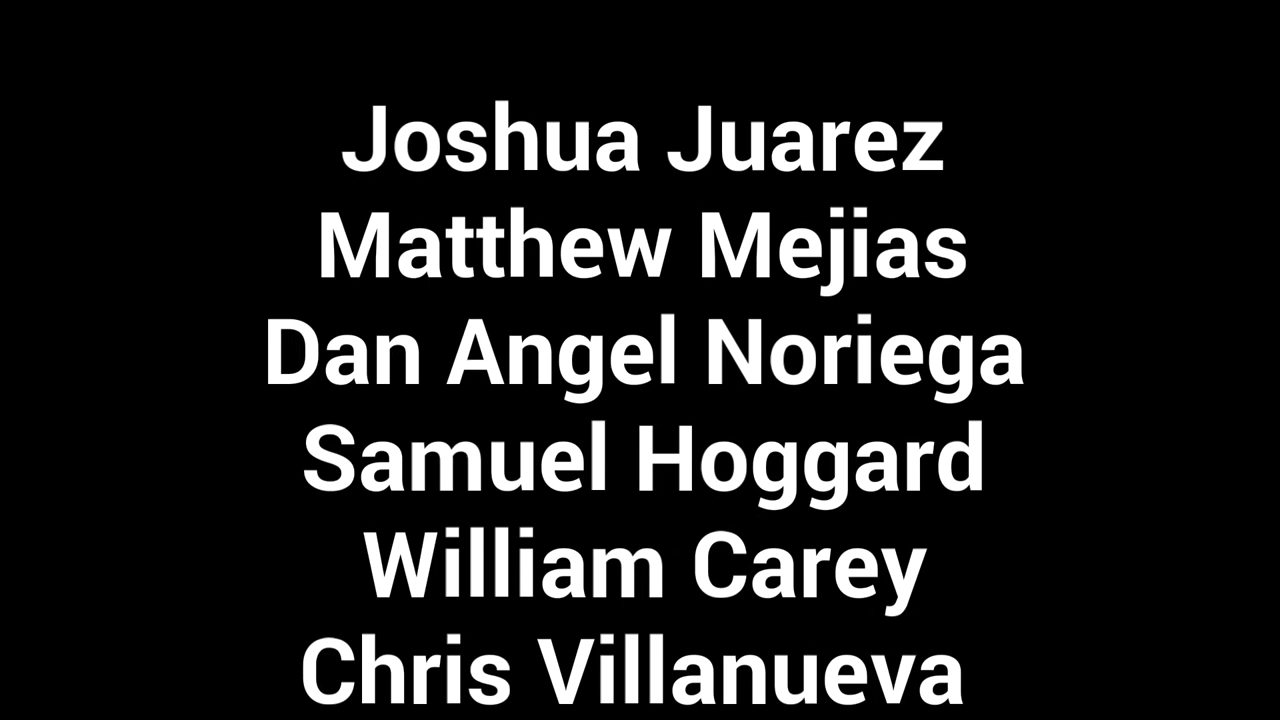 Joshua Juarez
Matthew Mejias
Dan Angel Noriega
Samuel Hoggard
William Carey
Chris Villanueva